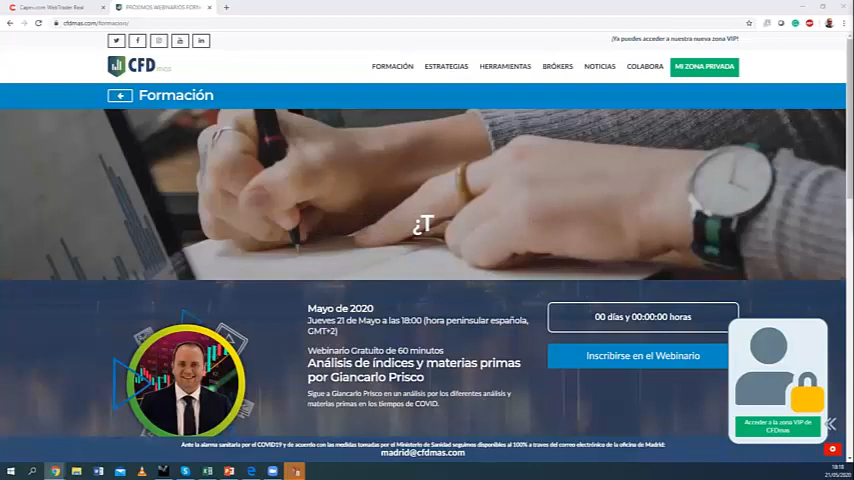 Capex.com WebTrader Real
PRÓXIMOS WEBINARIOS FORM
cfdmas.com/formacion/
¡Ya puedes acceder a nuestra nueva zona VIP!
CFD
FORMACIÓN
ESTRATEGIAS
HERRAMIENTAS
BRÓKERS
NOTICIAS
COLABORA
MI ZONA PRIVADA
Formación
¿T
Mayo de 2020
Jueves 21 de Mayo a las 18:00 (hora peninsular española,
GMT+2)
Webinario Gratuito de 60 minutos
Análisis de índices y materias primas
por Giancarlo Prisco
Sigue a Giancarlo Prisco en un análisis por los diferentes análisis y
materias primas en los tiempos de COVID.
00 días y 00:00:00 horas
Inscribirse en el Webinario
Acceder a la zona VIP de
CFDmas
Ante la alarma sanitaria por el COVID19 y de acuerdo con las medidas tomadas por el Ministerio de Sanidad seguimos disponibles al 100% a traves del correo electrónico de la oficina de Madrid:
madrid@cfdmas.com
18:18
21/05/2020